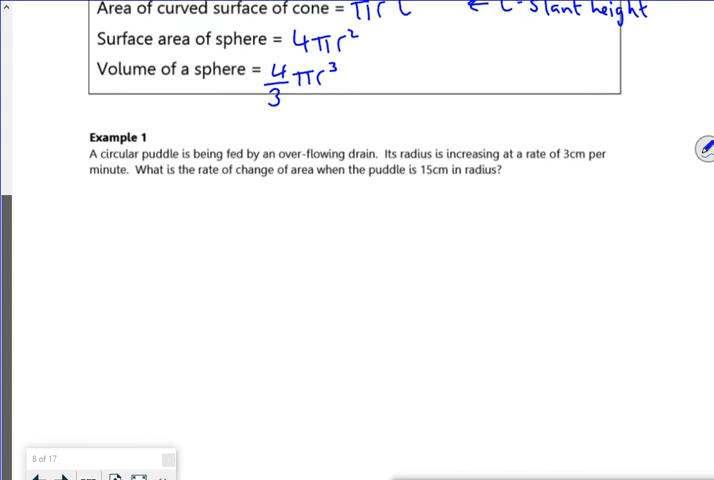 Area of curved surface of cone = πr l ← l - slant height
Surface area of sphere = 4πr²
Volume of a sphere = 4/3 πr³
Example 1
A circular puddle is being fed by an over-flowing drain. Its radius is increasing at a rate of 3cm per
minute. What is the rate of change of area when the puddle is 15cm in radius?
8 of 17